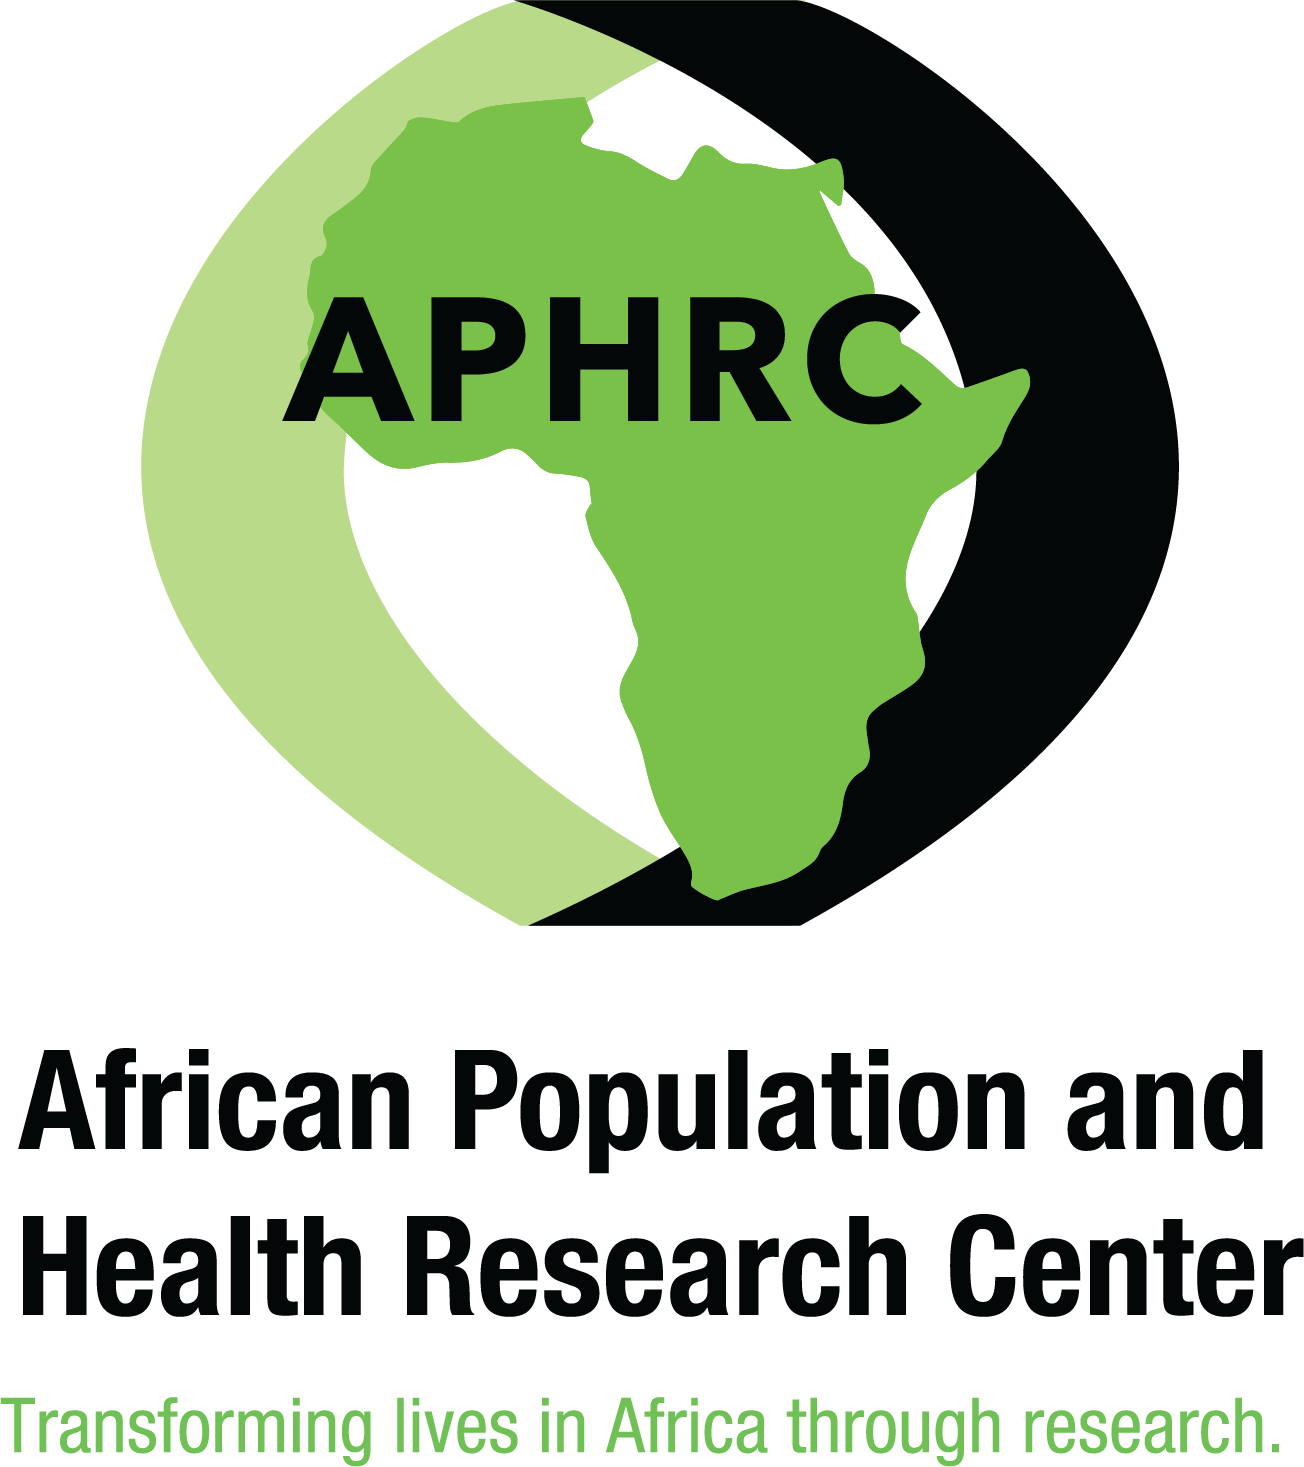 APHRC
African Population and
Health Research Center
Transforming lives in Africa through research.